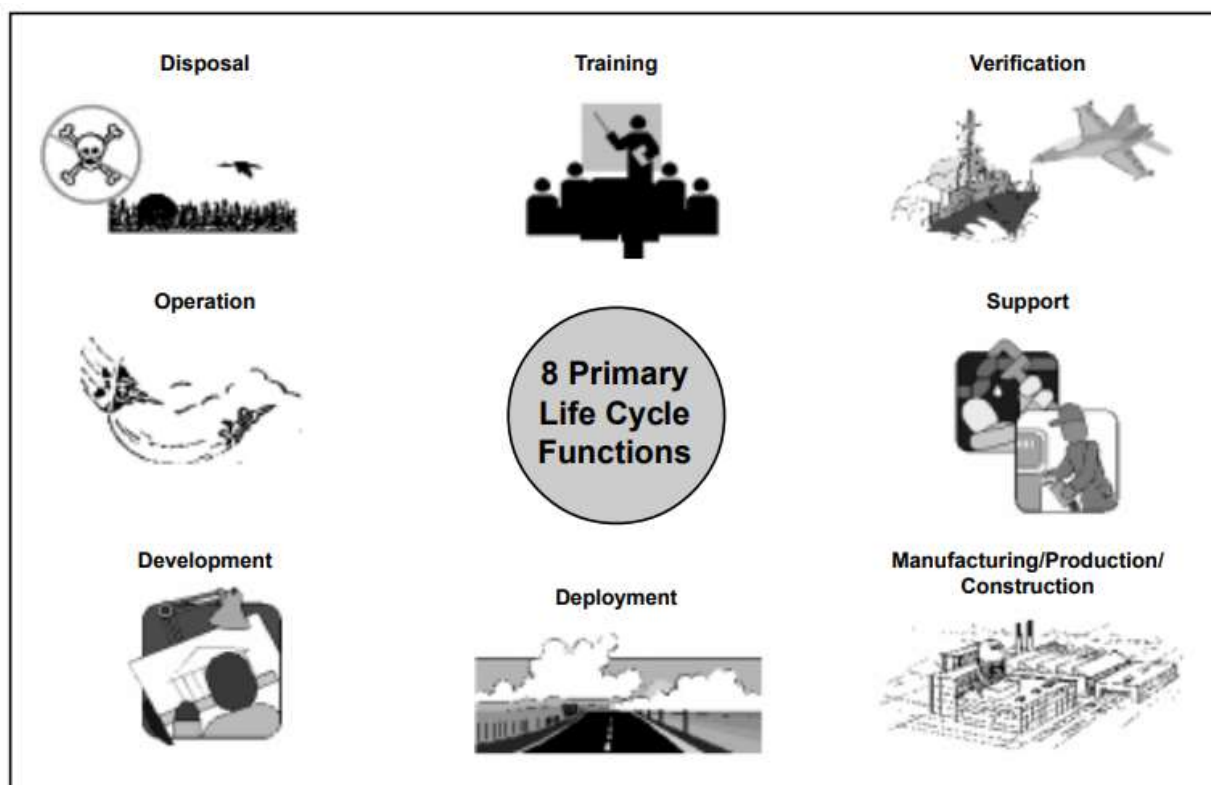 Disposal
Training
Verification
Operation
8 Primary
Life Cycle
Functions
Support
Development
Deployment
Manufacturing/Production/
Construction